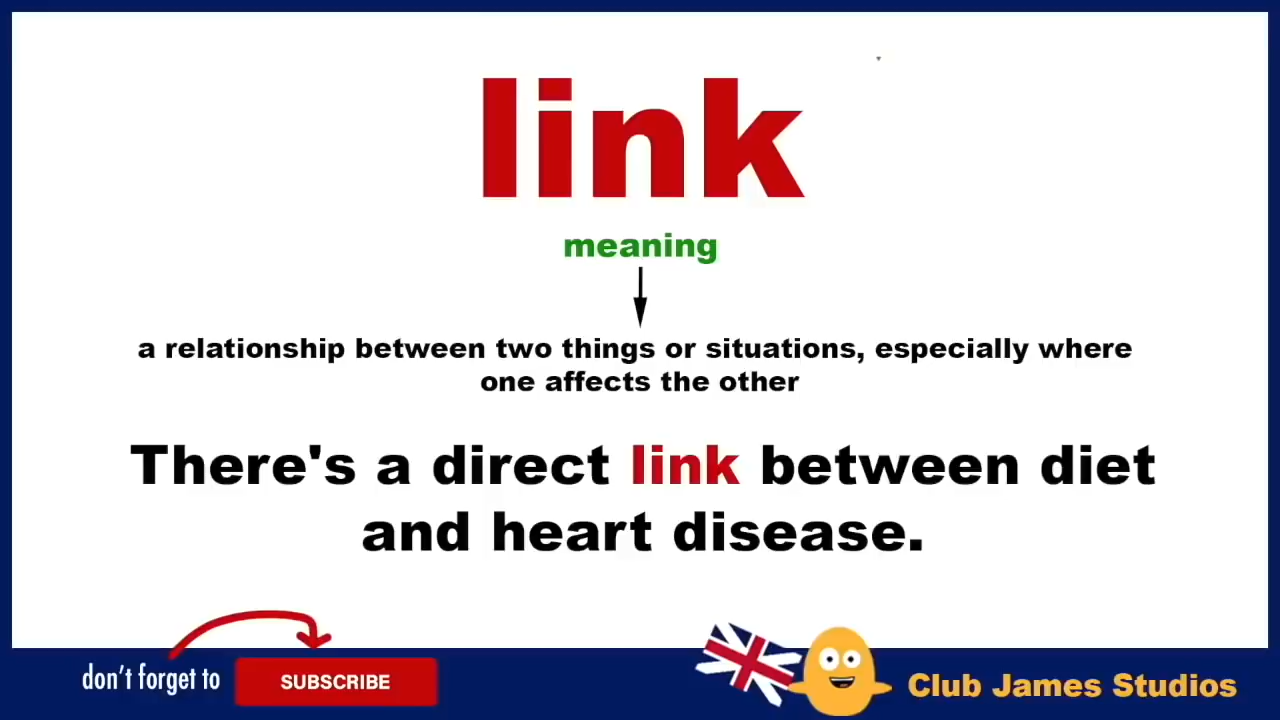 link
meaning
a relationship between two things or situations, especially where
one affects the other
There's a direct link between diet
and heart disease.
don't forget to
SUBSCRIBE
Club James Studios